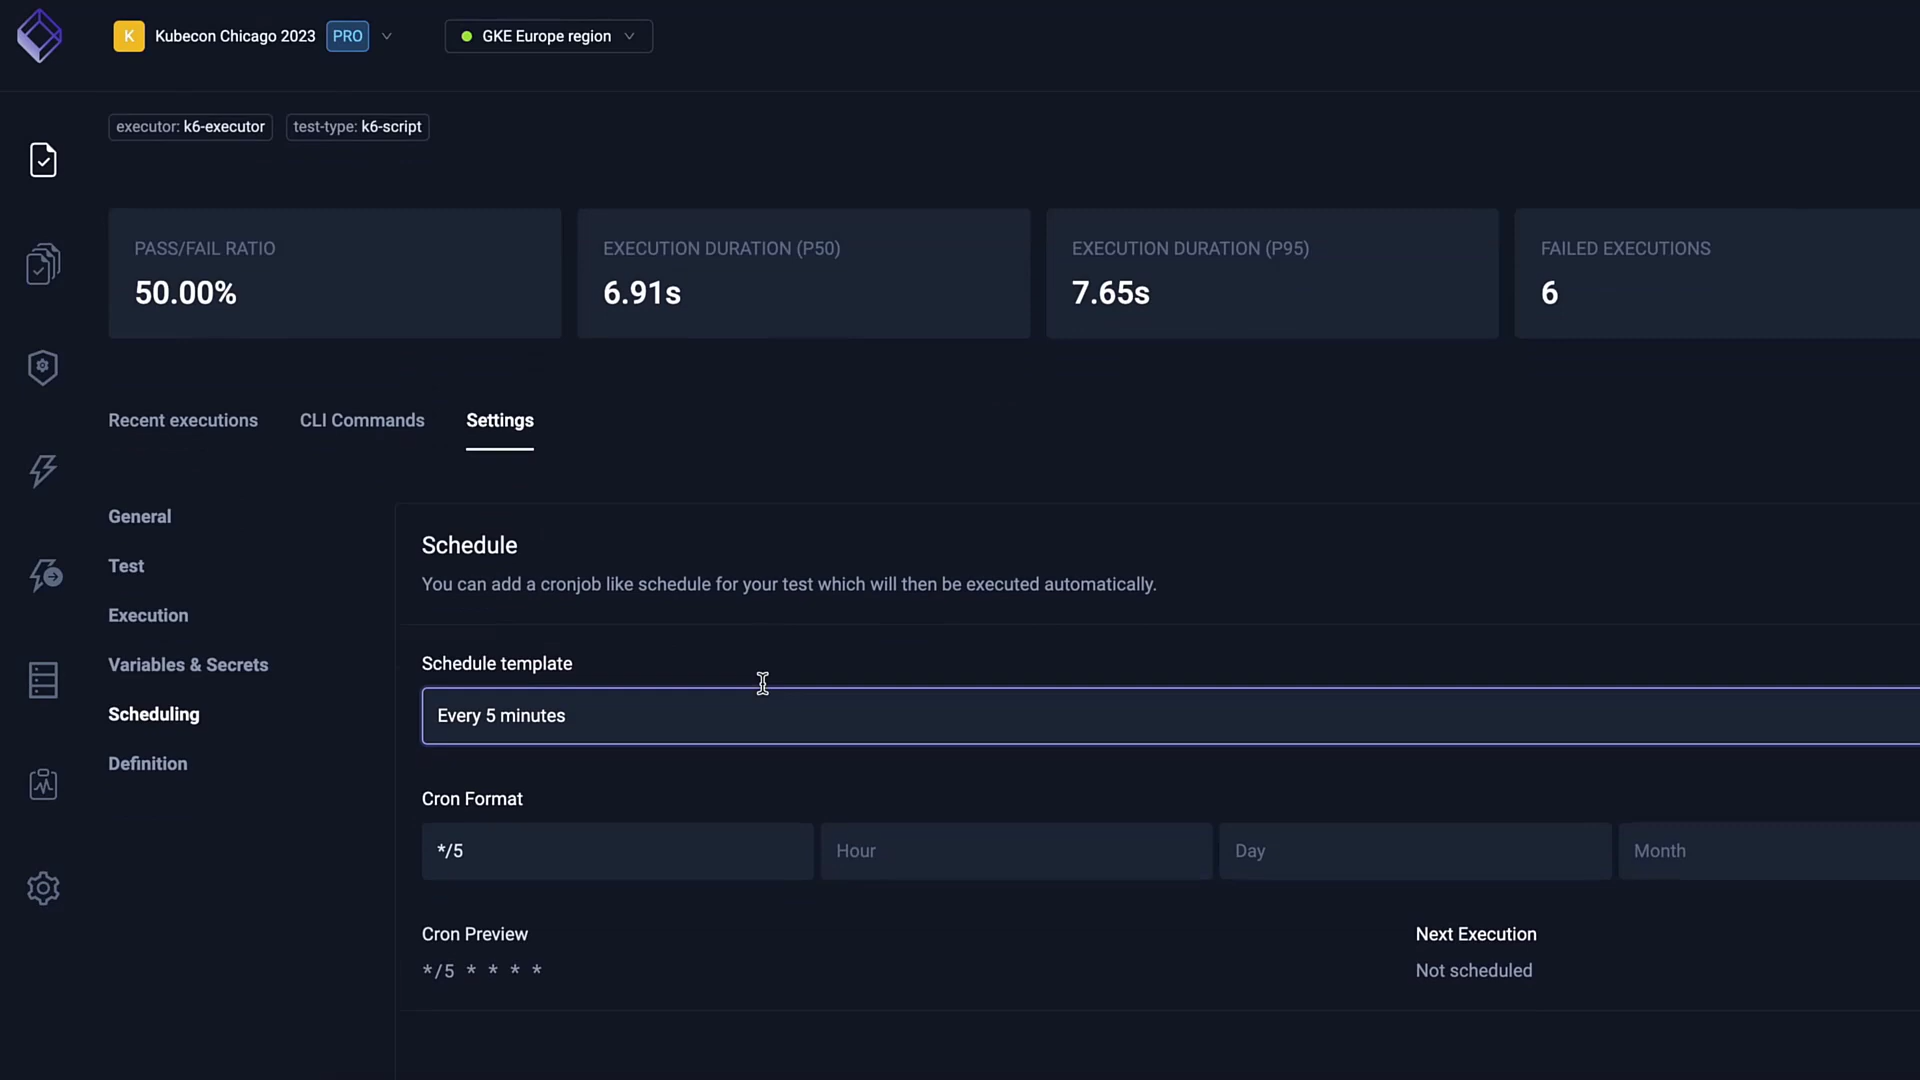 K Kubecon Chicago 2023 PRO GKE Europe region
executor: k6-executor test-type: k6-script
PASS/FAIL RATIO
50.00%
EXECUTION DURATION (P50)
6.91s
EXECUTION DURATION (P95)
7.65s
FAILED EXECUTIONS
6
Recent executions CLI Commands Settings
General
Test
Execution
Variables & Secrets
Scheduling
Definition
Schedule
You can add a cronjob like schedule for your test which will then be executed automatically.
Schedule template
Every 5 minutes
Cron Format
*/5 Hour Day Month
Cron Preview
*/5 * * * *
Next Execution
Not scheduled